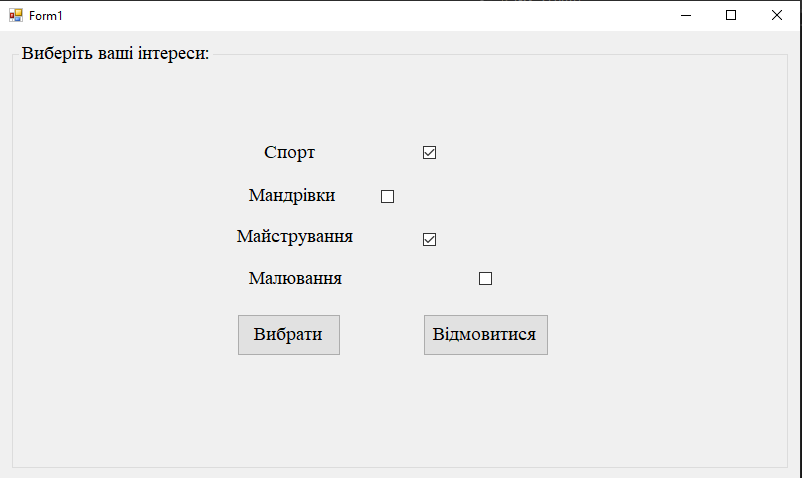 Form1
Виберіть ваші інтереси:
Спорт
Мандрівки
Майстрування
Малювання
Вибрати Відмовитися